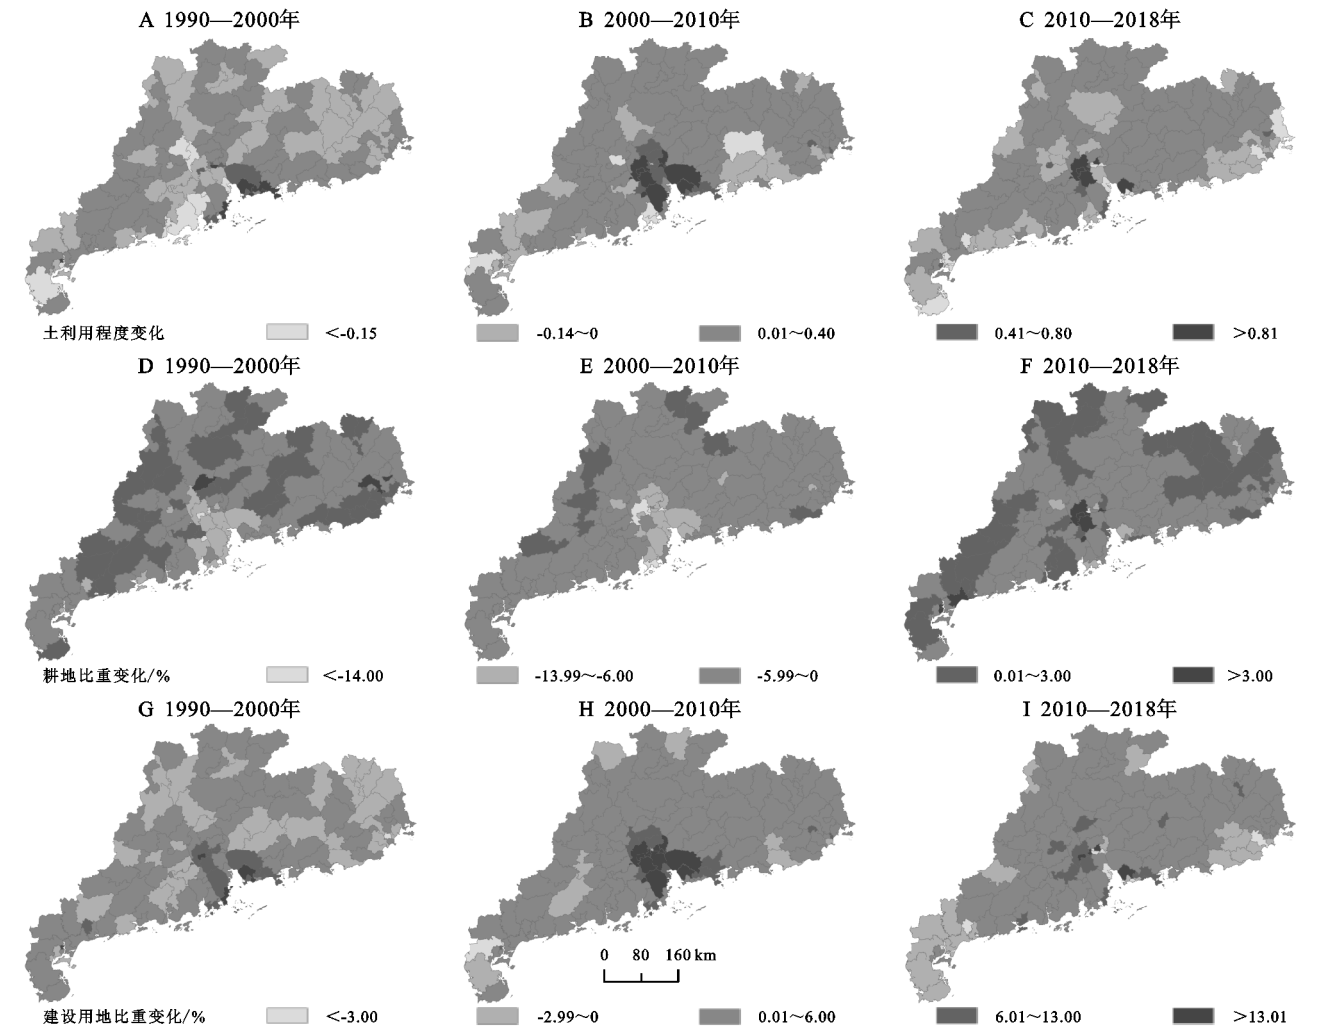 A 1990—2000年
B 2000—2010年
C 2010—2018年
土利用程度变化 <-0.15 -0.14～0 0.01～0.40 0.41～0.80 >0.81
D 1990—2000年
E 2000—2010年
F 2010—2018年
耕地比重变化/% <-14.00 -13.99～-6.00 -5.99～0 0.01～3.00 >3.00
G 1990—2000年
H 2000—2010年
I 2010—2018年
0 80 160 km
建设用地比重变化/% <-3.00 -2.99～0 0.01～6.00 6.01～13.00 >13.01